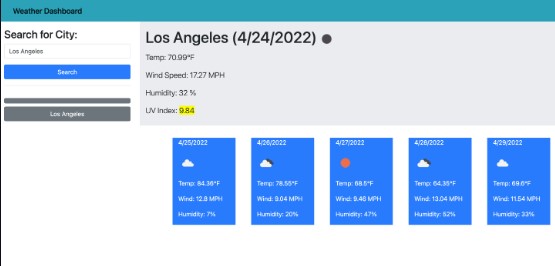 Weather Dashboard
Search for City:
Los Angeles
Search
Los Angeles
Los Angeles (4/24/2022)
Temp: 70.99°F
Wind Speed: 17.27 MPH
Humidity: 32 %
UV Index: 9.84
4/25/2022
Temp: 84.36°F
Wind: 12.8 MPH
Humidity: 7%
4/26/2022
Temp: 78.55°F
Wind: 9.04 MPH
Humidity: 20%
4/27/2022
Temp: 68.5°F
Wind: 9.46 MPH
Humidity: 47%
4/28/2022
Temp: 64.35°F
Wind: 13.04 MPH
Humidity: 52%
4/29/2022
Temp: 69.6°F
Wind: 11.54 MPH
Humidity: 33%